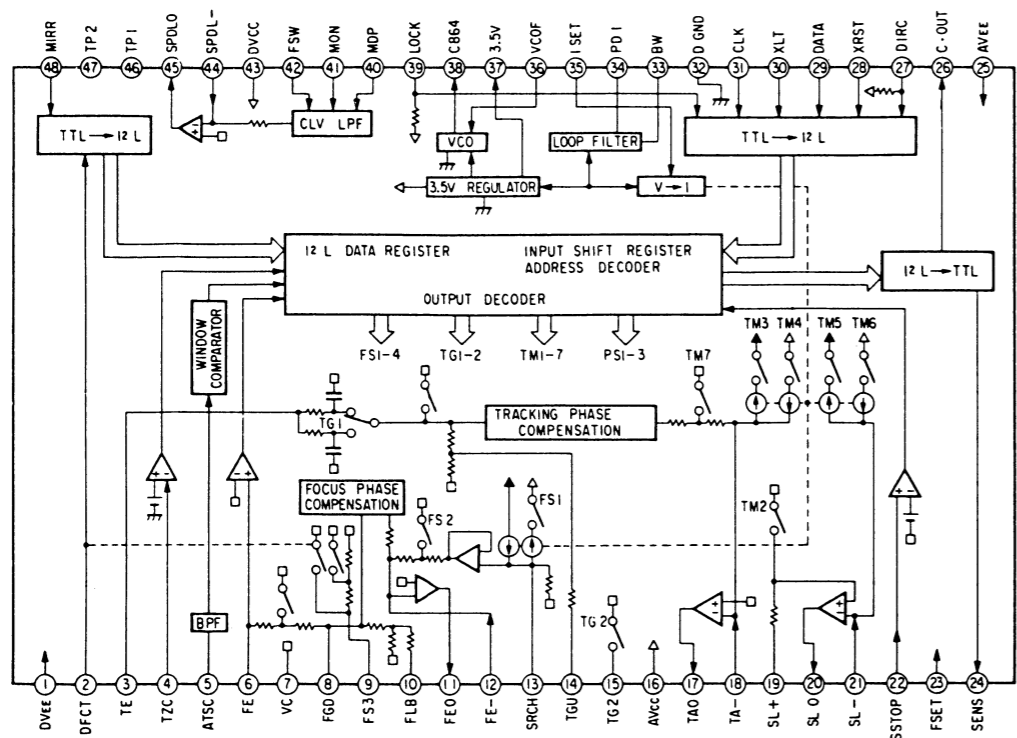 MIRR TP2 TP1 SPDLO SPDL- DVCC FSW MON MDP LOCK C864 3.5V VCOF ISET PDI BW DGND CLK XLT DATA XRST DIRC C-OUT AVEE
48 47 46 45 44 43 42 41 40 39 38 37 36 35 34 33 32 31 30 29 28 27 26 25
TTL → I2L
CLV LPF
VCO
LOOP FILTER
TTL → I2L
3.5V REGULATOR
V → I
I2L DATA REGISTER
INPUT SHIFT REGISTER
ADDRESS DECODER
OUTPUT DECODER
I2L → TTL
WINDOW
COMPARATOR
FS1-4
TG1-2
TM1-7
PS1-3
TM7
TM3
TM4
TM5
TM6
TG1
TRACKING PHASE
COMPENSATION
FOCUS PHASE
COMPENSATION
FS2
FS1
TM2
BPF
TG2
1 2 3 4 5 6 7 8 9 10 11 12 13 14 15 16 17 18 19 20 21 22 23 24
DVEE DFCT TE TZC ATSC FE VC FGD FS3 FLB FEO FE- SRCH TGU TG2 AVCC TAO TA- SL+ SLO SL- SSTOP FSET SENS